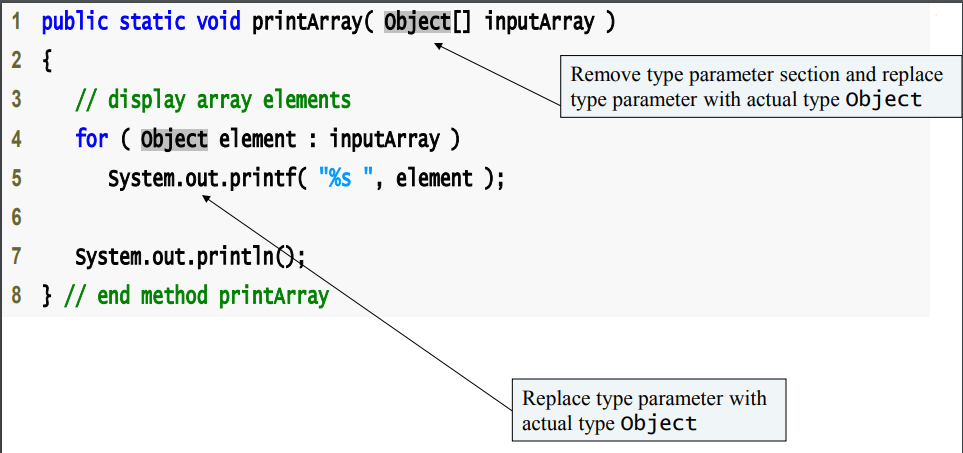 1 public static void printArray( Object[] inputArray )
2 {
Remove type parameter section and replace
type parameter with actual type Object
3 // display array elements
4 for ( Object element : inputArray )
5 System.out.printf( "%s ", element );
6
7 System.out.println();
8 } // end method printArray
Replace type parameter with
actual type Object